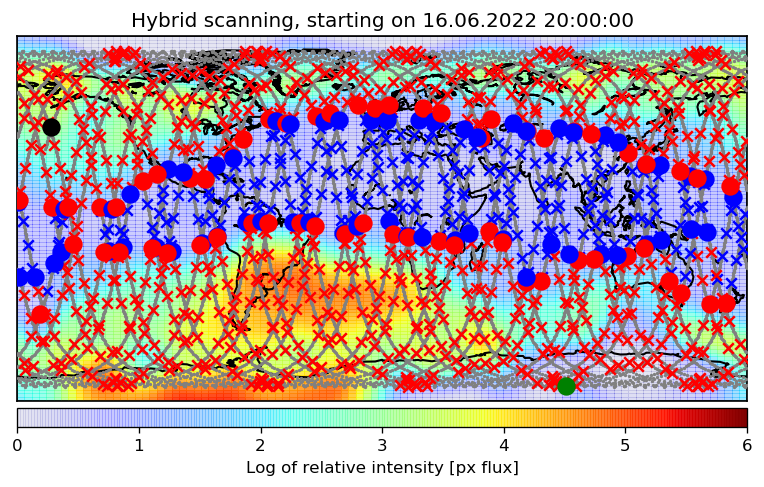 Hybrid scanning, starting on 16.06.2022 20:00:00
0 1 2 3 4 5 6
Log of relative intensity [px flux]